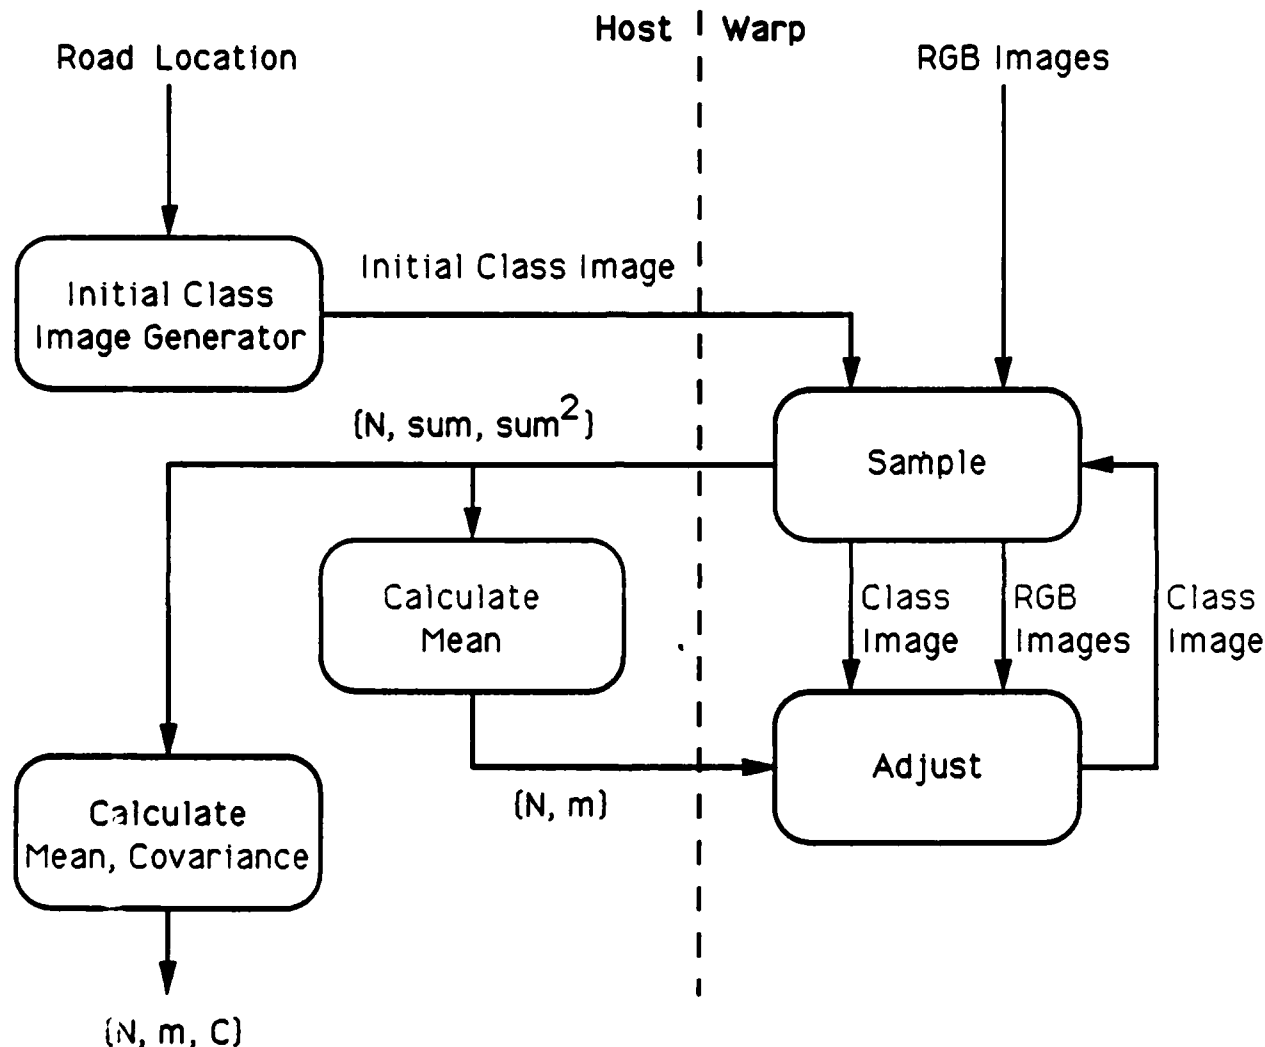 Host Warp
Road Location
RGB Images
Initial Class
Image Generator
Initial Class Image
{N, sum, sum²}
Sample
Calculate
Mean
Class
Image
RGB
Images
Class
Image
Adjust
{N, m}
Calculate
Mean, Covariance
{N, m, C}